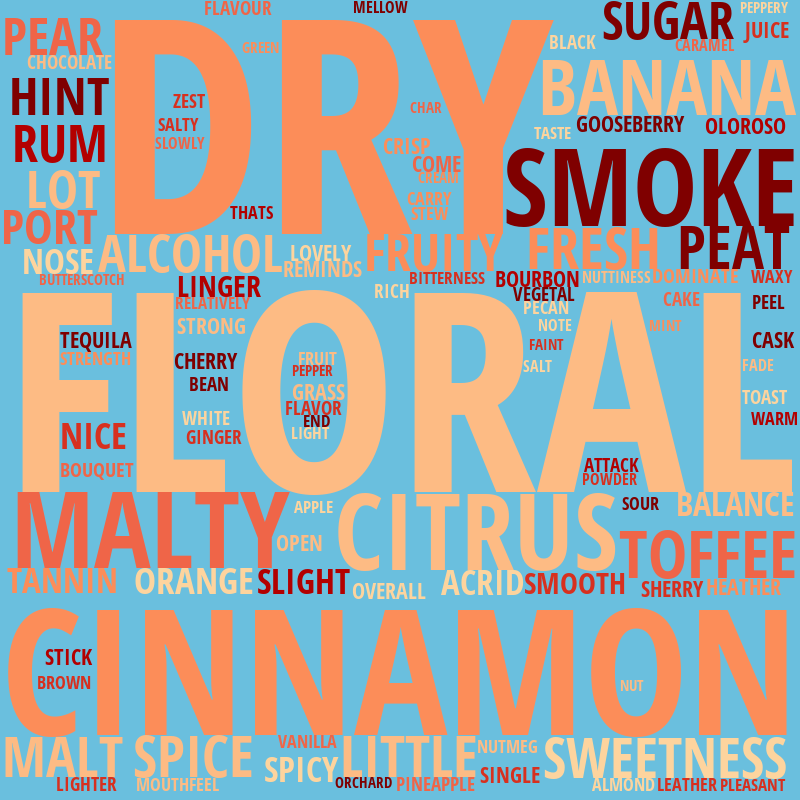 FLAVOUR
MELLOW
PEPPERY
SUGAR
PEAR
DRY
JUICE
CHOCOLATE
GREEN
BLACK
CARAMEL
HINT
BANANA
ZEST
CHAR
SALTY
TASTE
GOOSEBERRY
OLOROSO
RUM
SLOWLY
CRISP
COME
CREAM
SMOKE
LOT
CARRY
STEW
THATS
PORT
NOSE
ALCOHOL
LOVELY
REMINDS
FRUITY
FRESH
PEAT
BUTTERSCOTCH
LINGER
RELATIVELY
BITTERNESS
BOURBON
NUTTINESS
DOMINATE
WAXY
RICH
VEGETAL
PECAN
CAKE
PEEL
STRONG
NOTE
MINT
TEQUILA
FAINT
CASK
STRENGTH
CHERRY
FRUIT
PEPPER
SALT
FADE
BEAN
GRASS
FLORAL
TOAST
FLAVOR
WHITE
END
WARM
NICE
GINGER
LIGHT
BOUQUET
ATTACK
POWDER
MALTY
APPLE
CITRUS
SOUR
BALANCE
OPEN
TOFFEE
TANNIN
ORANGE
SLIGHT
OVERALL
ACRID
SMOOTH
SHERRY
HEATHER
CINNAMON
STICK
BROWN
NUT
MALT
SPICE
VANILLA
LITTLE
NUTMEG
SWEETNESS
SPICY
SINGLE
LIGHTER
MOUTHFEEL
ORCHARD
PINEAPPLE
ALMOND
LEATHER
PLEASANT